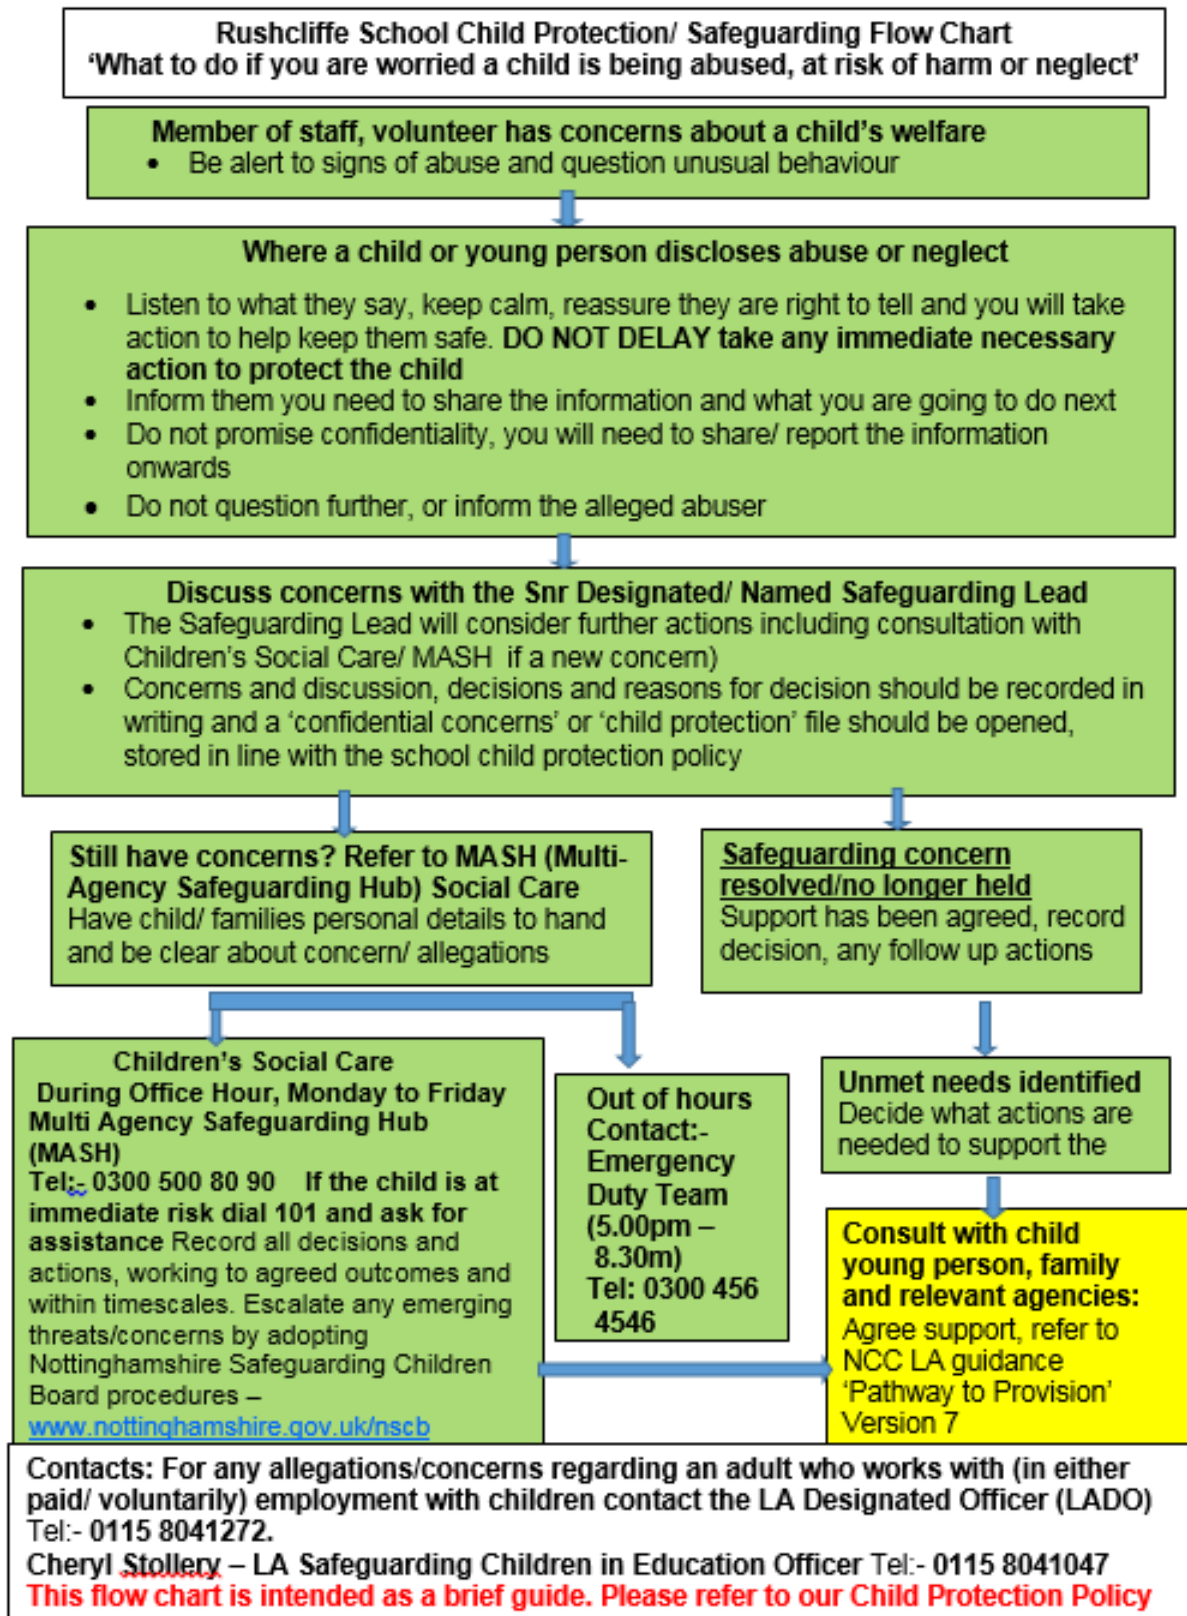 Rushcliffe School Child Protection/ Safeguarding Flow Chart
‘What to do if you are worried a child is being abused, at risk of harm or neglect’
Member of staff, volunteer has concerns about a child’s welfare
• Be alert to signs of abuse and question unusual behaviour
Where a child or young person discloses abuse or neglect
• Listen to what they say, keep calm, reassure they are right to tell and you will take
action to help keep them safe. DO NOT DELAY take any immediate necessary
action to protect the child
• Inform them you need to share the information and what you are going to do next
• Do not promise confidentiality, you will need to share/ report the information
onwards
• Do not question further, or inform the alleged abuser
Discuss concerns with the Snr Designated/ Named Safeguarding Lead
• The Safeguarding Lead will consider further actions including consultation with
Children’s Social Care/ MASH if a new concern)
• Concerns and discussion, decisions and reasons for decision should be recorded in
writing and a ‘confidential concerns’ or ‘child protection’ file should be opened,
stored in line with the school child protection policy
Still have concerns? Refer to MASH (Multi-
Agency Safeguarding Hub) Social Care
Have child/ families personal details to hand
and be clear about concern/ allegations
Safeguarding concern
resolved/no longer held
Support has been agreed, record
decision, any follow up actions
Children’s Social Care
During Office Hour, Monday to Friday
Multi Agency Safeguarding Hub
(MASH)
Tel:- 0300 500 80 90 If the child is at
immediate risk dial 101 and ask for
assistance Record all decisions and
actions, working to agreed outcomes and
within timescales. Escalate any emerging
threats/concerns by adopting
Nottinghamshire Safeguarding Children
Board procedures –
www.nottinghamshire.gov.uk/nscb
Out of hours
Contact:-
Emergency
Duty Team
(5.00pm –
8.30m)
Tel: 0300 456
4546
Unmet needs identified
Decide what actions are
needed to support the
Consult with child
young person, family
and relevant agencies:
Agree support, refer to
NCC LA guidance
‘Pathway to Provision’
Version 7
Contacts: For any allegations/concerns regarding an adult who works with (in either
paid/ voluntarily) employment with children contact the LA Designated Officer (LADO)
Tel:- 0115 8041272.
Cheryl Stollery – LA Safeguarding Children in Education Officer Tel:- 0115 8041047
This flow chart is intended as a brief guide. Please refer to our Child Protection Policy